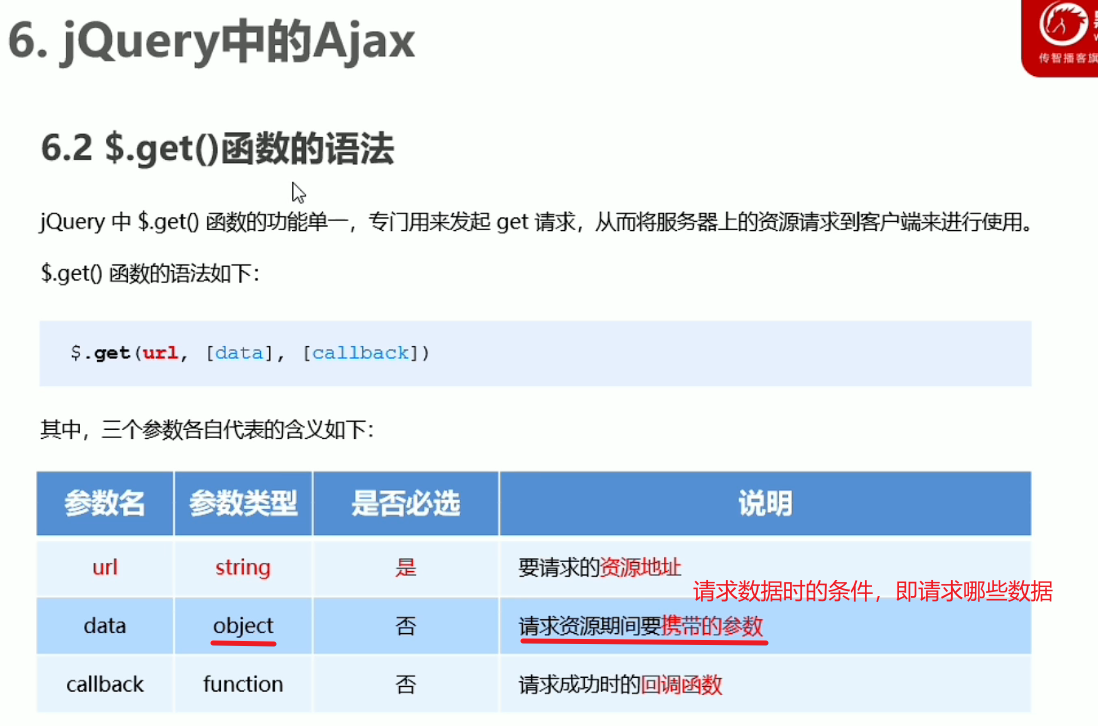 6. jQuery中的Ajax
传智播客旗
6.2 $.get()函数的语法
jQuery 中 $.get() 函数的功能单一，专门用来发起 get 请求，从而将服务器上的资源请求到客户端来进行使用。
$.get() 函数的语法如下：
$.get(url, [data], [callback])
其中，三个参数各自代表的含义如下：
参数名 参数类型 是否必选 说明
url string 是 要请求的资源地址
请求数据时的条件，即请求哪些数据
data object 否 请求资源期间要携带的参数
callback function 否 请求成功时的回调函数